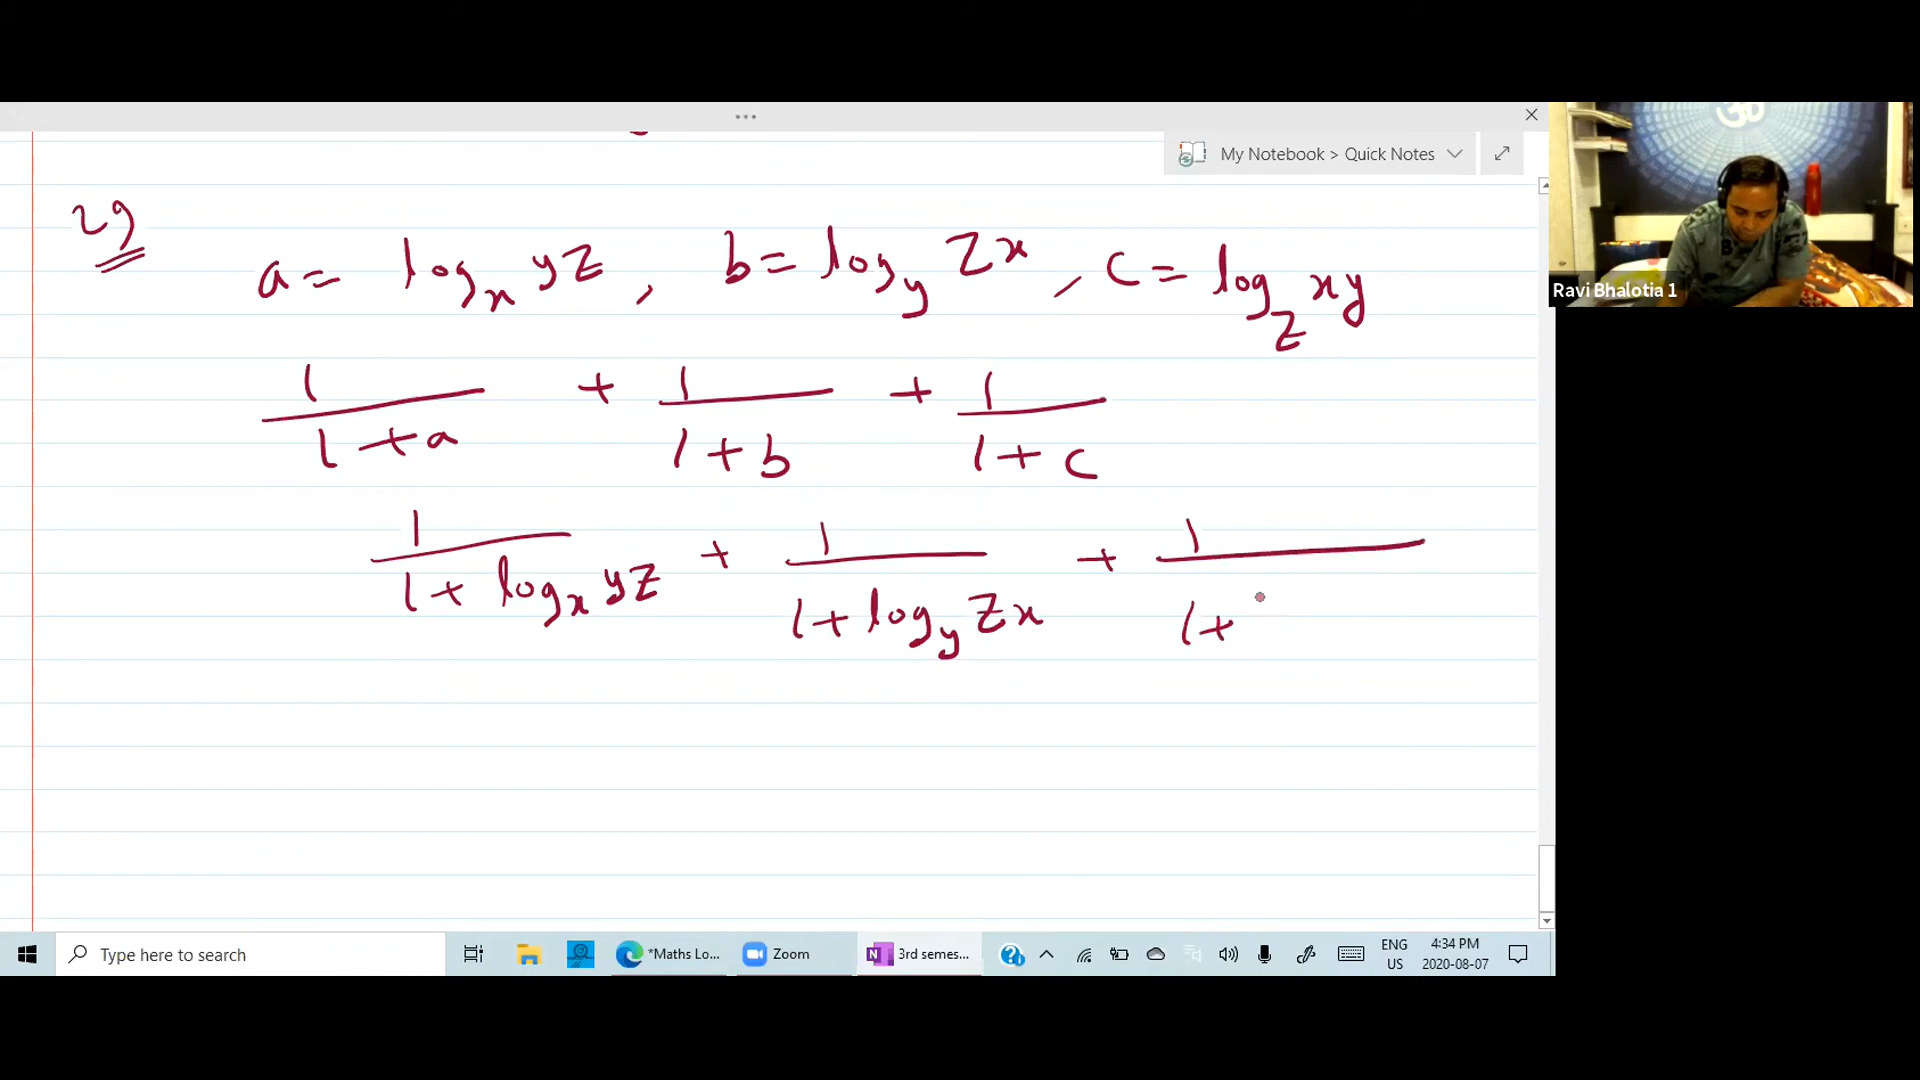 My Notebook > Quick Notes
29
a = log_x yz, b = log_y zx, c = log_z xy
1/(1+a) + 1/(1+b) + 1/(1+c)
1/(1+ log_x yz) + 1/(1+ log_y zx) + 1/(1+
Ravi Bhalotia 1
Type here to search
*Maths Lo...
Zoom
3rd semes...
ENG
US
4:34 PM
2020-08-07